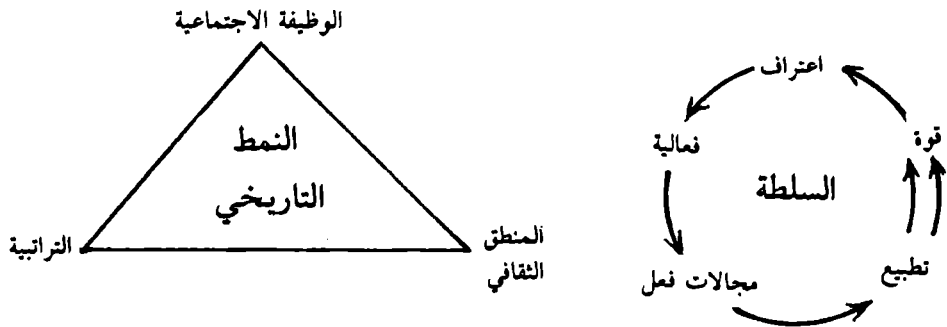 الوظيفة الاجتماعية
النمط
التاريخي
التراتبية
المنطق
الثقافي
اعتراف
قوة
فعالية
السلطة
تطبيع
مجالات فعل